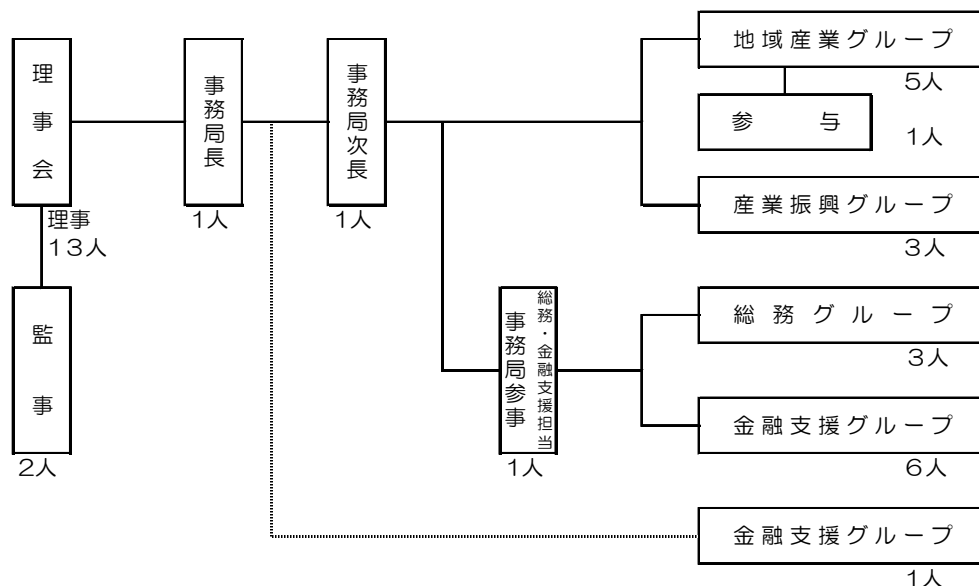 理事会
理事
13人
監事
2人
事務局長
1人
事務局次長
1人
地域産業グループ
5人
参与
1人
産業振興グループ
3人
事務局参事
総務・金融支援担当
1人
総務グループ
3人
金融支援グループ
6人
金融支援グループ
1人